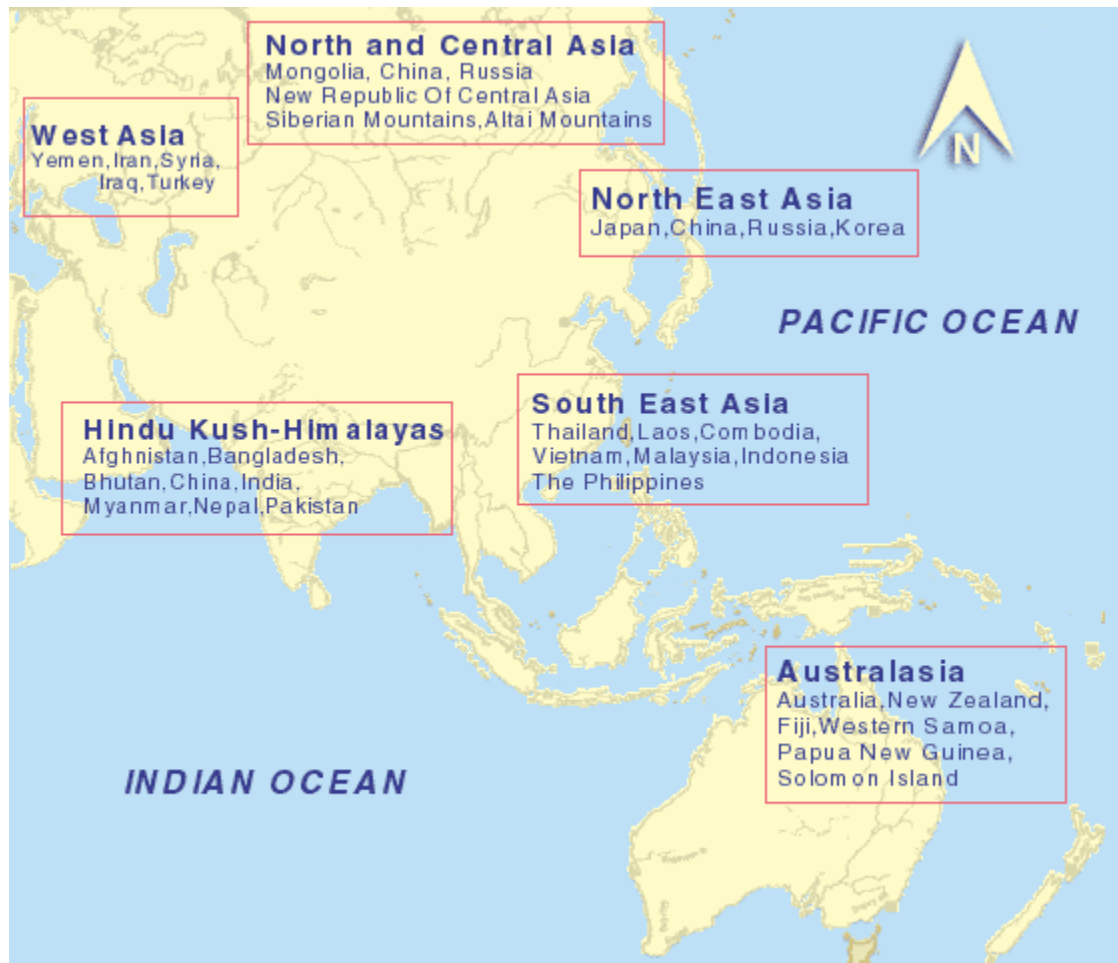 North and Central Asia
Mongolia, China, Russia
New Republic Of Central Asia
Siberian Mountains,Altai Mountains
West Asia
Yemen,Iran,Syria,
Iraq,Turkey
N
North East Asia
Japan,China,Russia,Korea
PACIFIC OCEAN
South East Asia
Thailand,Laos,Combodia,
Vietnam,Malaysia,Indonesia
The Philippines
Hindu Kush-Himalayas
Afghnistan,Bangladesh,
Bhutan,China,India,
Myanmar,Nepal,Pakistan
Australasia
Australia,New Zealand,
Fiji,Western Samoa,
Papua New Guinea,
Solomon Island
INDIAN OCEAN